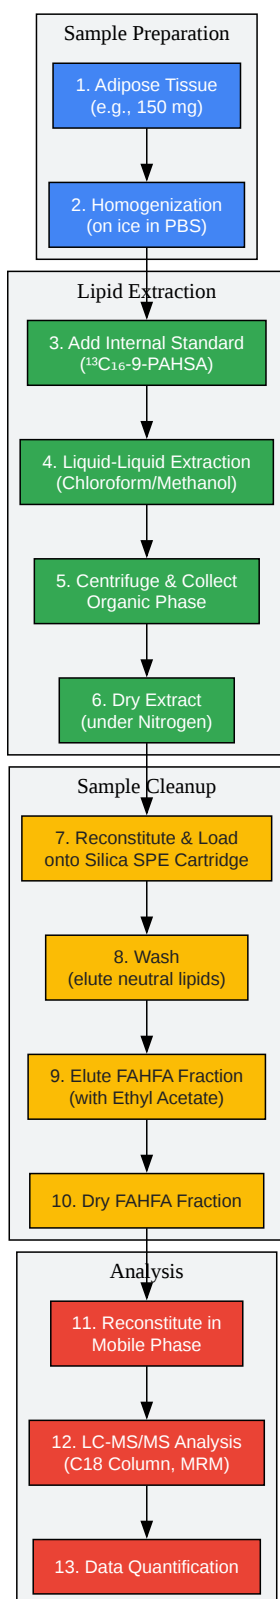 Sample Preparation
1. Adipose Tissue
(e.g., 150 mg)
2. Homogenization
(on ice in PBS)
Lipid Extraction
3. Add Internal Standard
(¹³C₁₆-9-PAHSA)
4. Liquid-Liquid Extraction
(Chloroform/Methanol)
5. Centrifuge & Collect
Organic Phase
6. Dry Extract
(under Nitrogen)
Sample Cleanup
7. Reconstitute & Load
onto Silica SPE Cartridge
8. Wash
(elute neutral lipids)
9. Elute FAHFA Fraction
(with Ethyl Acetate)
10. Dry FAHFA Fraction
Analysis
11. Reconstitute in
Mobile Phase
12. LC-MS/MS Analysis
(C18 Column, MRM)
13. Data Quantification